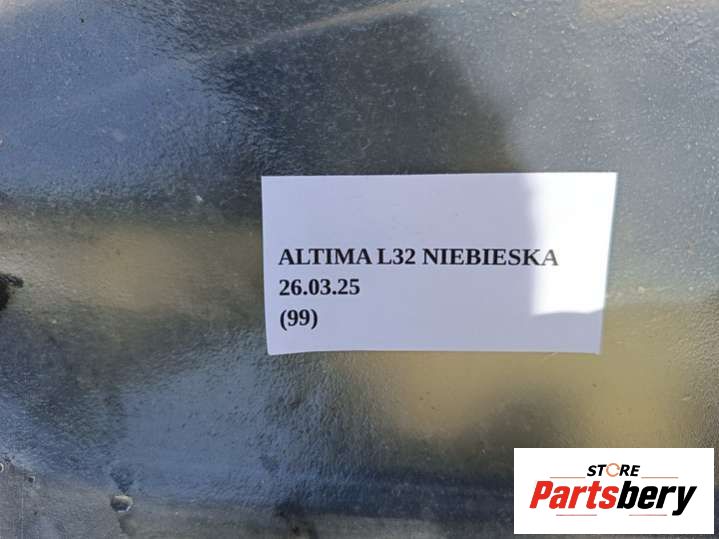 ALTIMA L32 NIEBIESKA
26.03.25
(99)
STORE
Partsbery